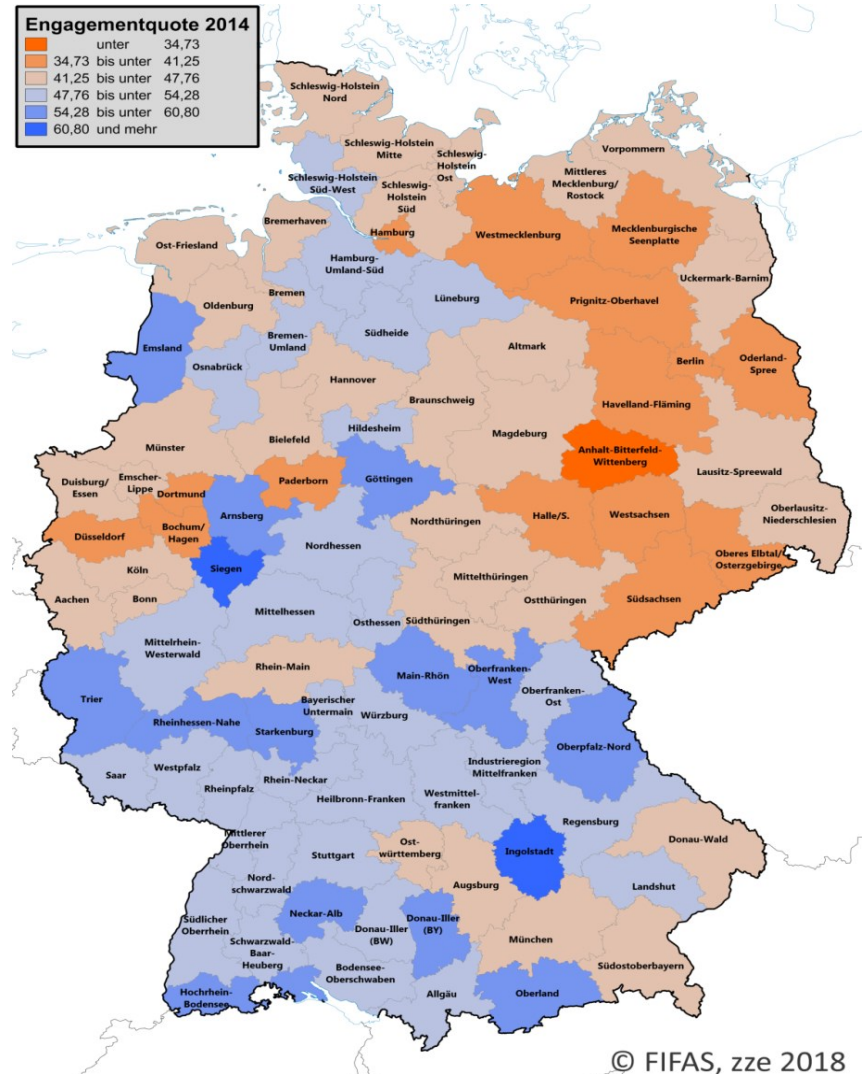 Engagementquote 2014
unter 34,73
34,73 bis unter 41,25
41,25 bis unter 47,76
47,76 bis unter 54,28
54,28 bis unter 60,80
60,80 und mehr
Schleswig-Holstein
Nord
Schleswig-Holstein
Mitte
Schleswig-
Holstein
Ost
Schleswig-Holstein
Süd-West
Schleswig-
Holstein
Süd
Vorpommern
Mittleres
Mecklenburg/
Rostock
Bremerhaven
Hamburg
Westmecklenburg
Mecklenburgische
Seenplatte
Ost-Friesland
Hamburg-
Umland-Süd
Uckermark-Barnim
Oldenburg
Bremen
Lüneburg
Prignitz-Oberhavel
Emsland
Bremen-
Umland
Südheide
Altmark
Berlin
Oderland-
Spree
Osnabrück
Hannover
Braunschweig
Havelland-Fläming
Münster
Bielefeld
Hildesheim
Magdeburg
Anhalt-Bitterfeld-
Wittenberg
Lausitz-Spreewald
Duisburg/
Essen
Emscher-
Lippe
Dortmund
Paderborn
Göttingen
Düsseldorf
Bochum/
Hagen
Arnsberg
Nordthüringen
Halle/S.
Westsachsen
Oberlausitz-
Niederschlesien
Nordhessen
Oberes Elbtal/
Osterzgebirge
Köln
Siegen
Mittelthüringen
Aachen
Bonn
Mittelhessen
Osthessen
Südthüringen
Ostthüringen
Südsachsen
Mittelrhein-
Westerwald
Rhein-Main
Main-Rhön
Oberfranken-
West
Oberfranken-
Ost
Trier
Bayerischer
Untermain
Würzburg
Rheinhessen-Nahe
Starkenburg
Oberpfalz-Nord
Saar
Westpfalz
Rheinpfalz
Rhein-Neckar
Heilbronn-Franken
Westmittel-
franken
Industrieregion
Mittelfranken
Regensburg
Mittlerer
Oberrhein
Stuttgart
Ost-
württemberg
Ingolstadt
Donau-Wald
Nord-
schwarzwald
Augsburg
Landshut
Südlicher
Oberrhein
Neckar-Alb
Donau-Iller
(BW)
Donau-Iller
(BY)
München
Schwarzwald-
Baar-
Heuberg
Bodensee-
Oberschwaben
Südostoberbayern
Hochrhein-
Bodensee
Allgäu
Oberland
© FIFAS, zze 2018